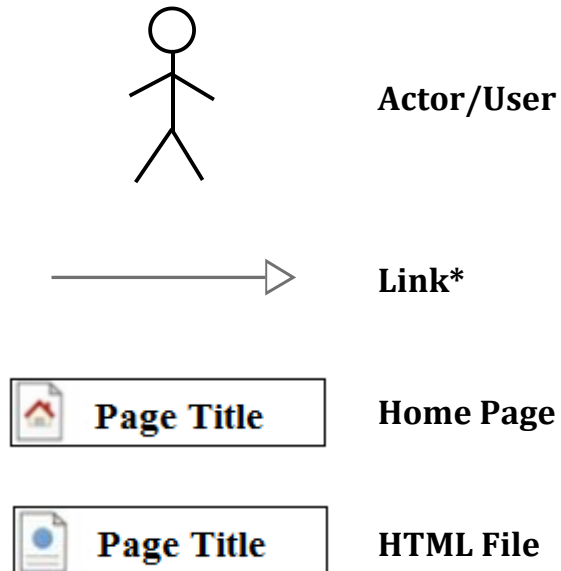 Actor/User
Link*
Page Title
Home Page
Page Title
HTML File